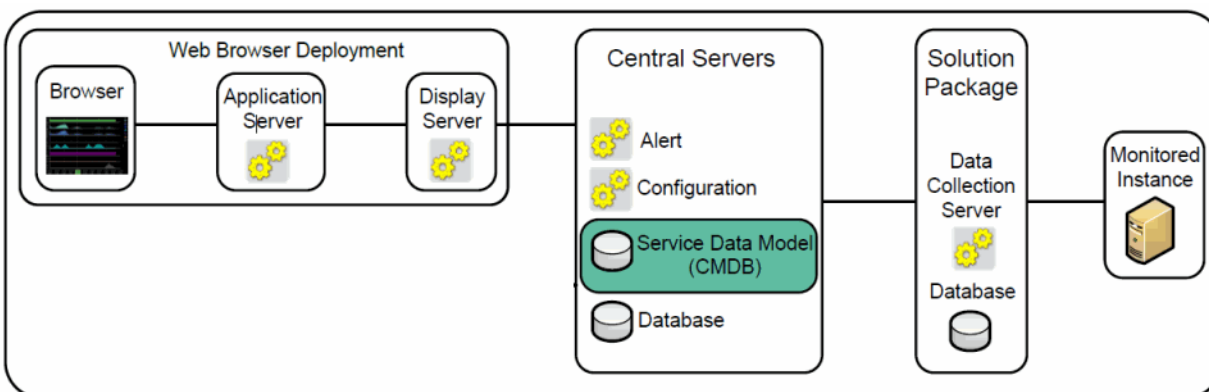 Web Browser Deployment
Browser
Application
Server
Display
Server
Central Servers
Alert
Configuration
Service Data Model
(CMDB)
Database
Solution
Package
Data
Collection
Server
Database
Monitored
Instance